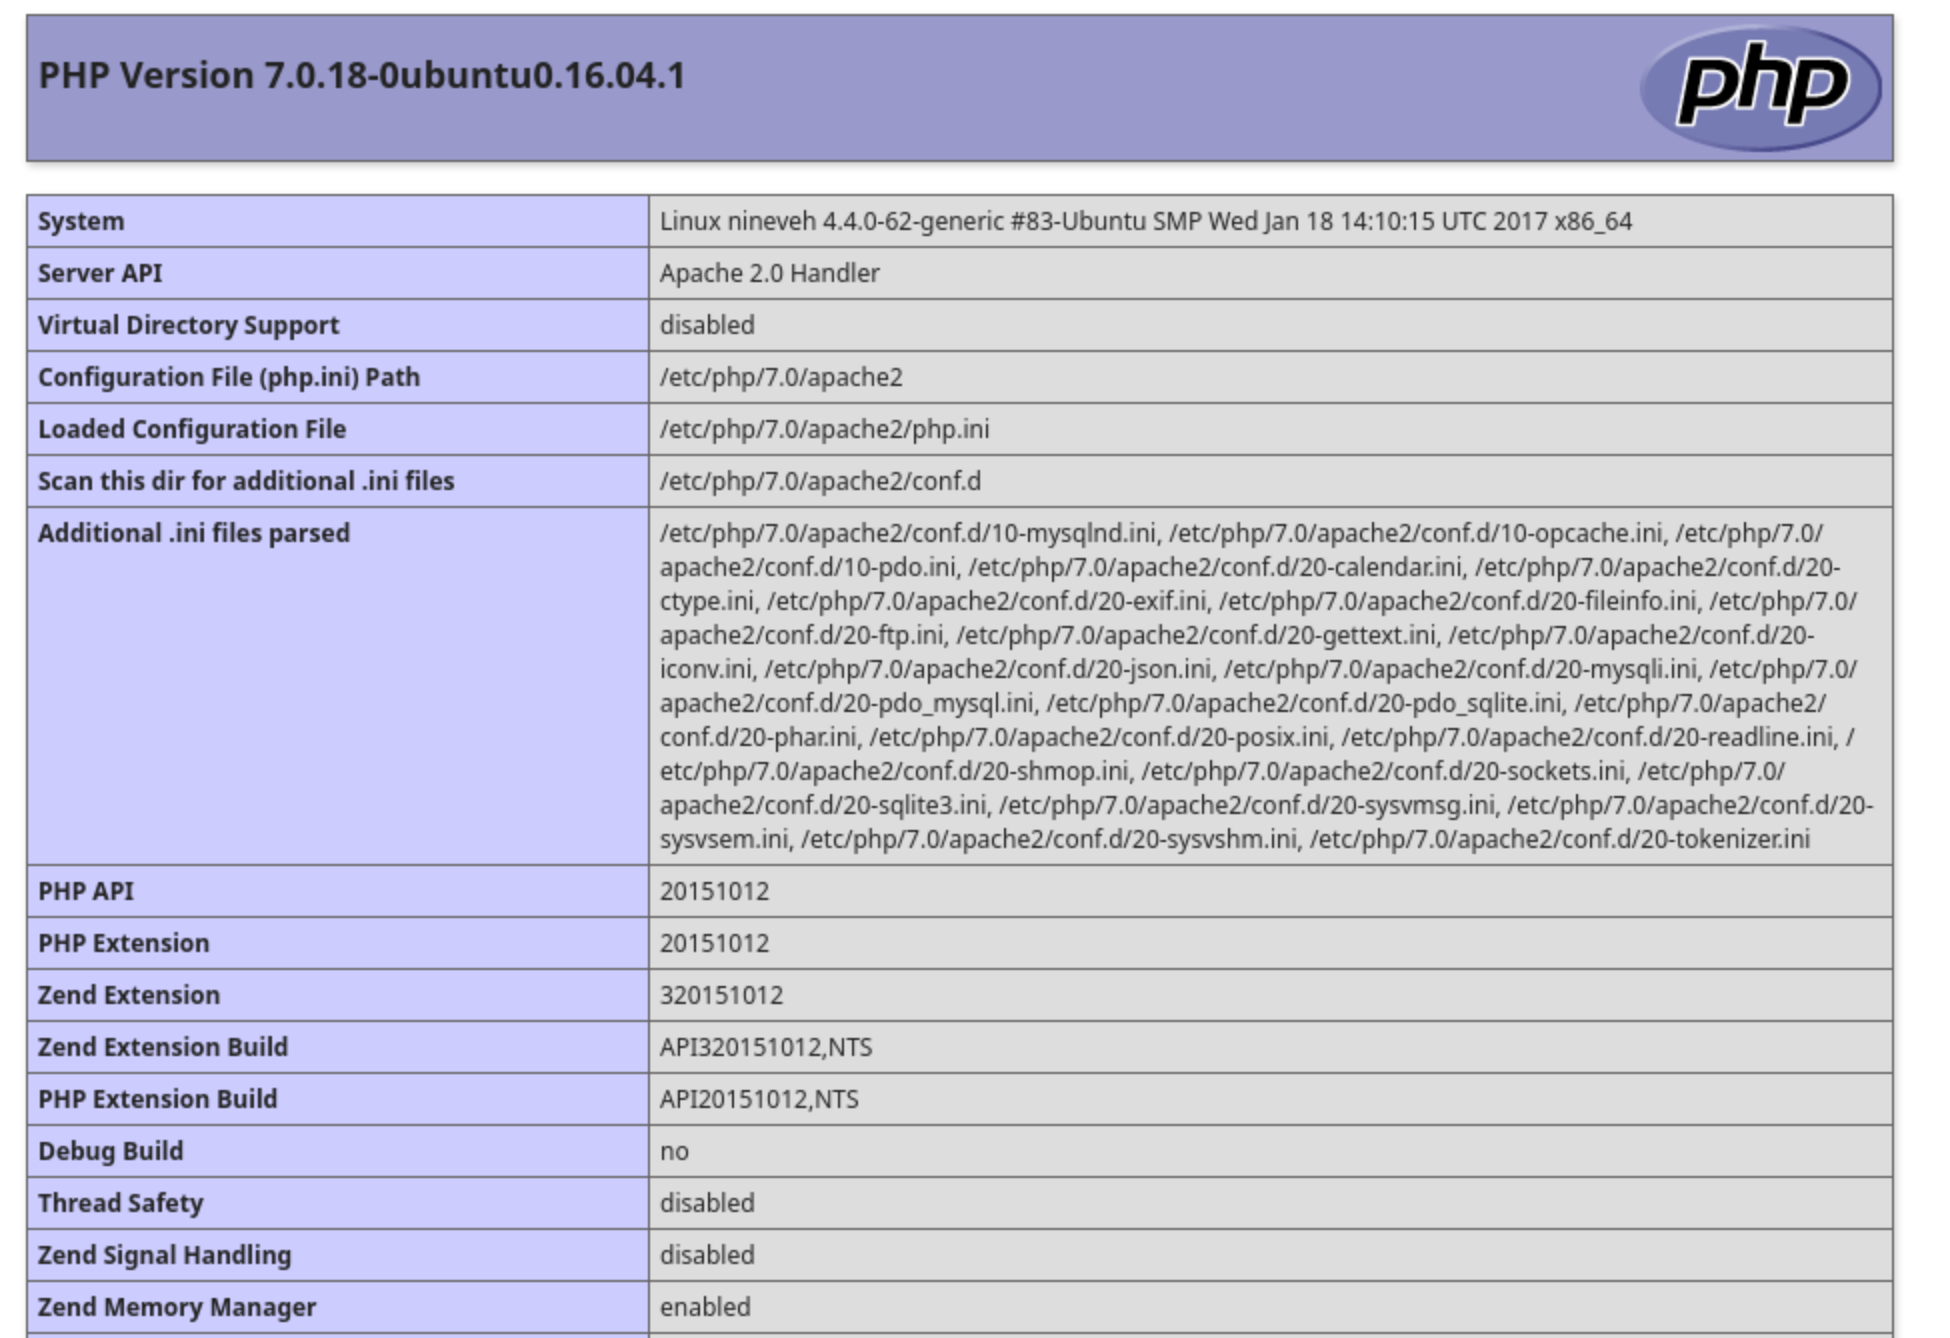 PHP Version 7.0.18-0ubuntu0.16.04.1
php
System
Linux nineveh 4.4.0-62-generic #83-Ubuntu SMP Wed Jan 18 14:10:15 UTC 2017 x86_64
Server API
Apache 2.0 Handler
Virtual Directory Support
disabled
Configuration File (php.ini) Path
/etc/php/7.0/apache2
Loaded Configuration File
/etc/php/7.0/apache2/php.ini
Scan this dir for additional .ini files
/etc/php/7.0/apache2/conf.d
Additional .ini files parsed
/etc/php/7.0/apache2/conf.d/10-mysqlnd.ini, /etc/php/7.0/apache2/conf.d/10-opcache.ini, /etc/php/7.0/
apache2/conf.d/10-pdo.ini, /etc/php/7.0/apache2/conf.d/20-calendar.ini, /etc/php/7.0/apache2/conf.d/20-
ctype.ini, /etc/php/7.0/apache2/conf.d/20-exif.ini, /etc/php/7.0/apache2/conf.d/20-fileinfo.ini, /etc/php/7.0/
apache2/conf.d/20-ftp.ini, /etc/php/7.0/apache2/conf.d/20-gettext.ini, /etc/php/7.0/apache2/conf.d/20-
iconv.ini, /etc/php/7.0/apache2/conf.d/20-json.ini, /etc/php/7.0/apache2/conf.d/20-mysqli.ini, /etc/php/7.0/
apache2/conf.d/20-pdo_mysql.ini, /etc/php/7.0/apache2/conf.d/20-pdo_sqlite.ini, /etc/php/7.0/apache2/
conf.d/20-phar.ini, /etc/php/7.0/apache2/conf.d/20-posix.ini, /etc/php/7.0/apache2/conf.d/20-readline.ini, /
etc/php/7.0/apache2/conf.d/20-shmop.ini, /etc/php/7.0/apache2/conf.d/20-sockets.ini, /etc/php/7.0/
apache2/conf.d/20-sqlite3.ini, /etc/php/7.0/apache2/conf.d/20-sysvmsg.ini, /etc/php/7.0/apache2/conf.d/20-
sysvsem.ini, /etc/php/7.0/apache2/conf.d/20-sysvshm.ini, /etc/php/7.0/apache2/conf.d/20-tokenizer.ini
PHP API
20151012
PHP Extension
20151012
Zend Extension
320151012
Zend Extension Build
API320151012,NTS
PHP Extension Build
API20151012,NTS
Debug Build
no
Thread Safety
disabled
Zend Signal Handling
disabled
Zend Memory Manager
enabled